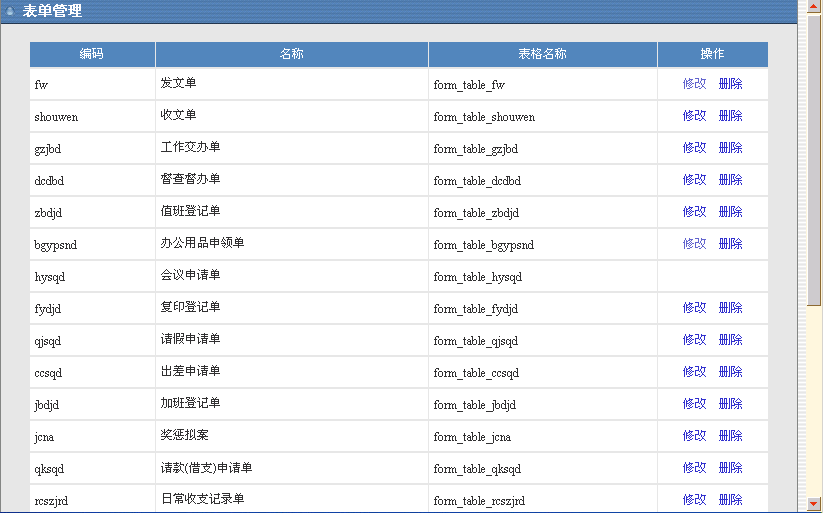 表单管理
编码 名称 表格名称 操作
fw 发文单 form_table_fw 修改 删除
shouwen 收文单 form_table_shouwen 修改 删除
gzjbd 工作交办单 form_table_gzjbd 修改 删除
dcdbd 督查督办单 form_table_dcdbd 修改 删除
zbdjd 值班登记单 form_table_zbdjd 修改 删除
bgypsnd 办公用品申领单 form_table_bgypsnd 修改 删除
hysqd 会议申请单 form_table_hysqd
fydjd 复印登记单 form_table_fydjd 修改 删除
qjsqd 请假申请单 form_table_qjsqd 修改 删除
ccsqd 出差申请单 form_table_ccsqd 修改 删除
jbdjd 加班登记单 form_table_jbdjd 修改 删除
jcna 奖惩拟案 form_table_jcna 修改 删除
qksqd 请款(借支)申请单 form_table_qksqd 修改 删除
rcszjrd 日常收支记录单 form_table_rcszjrd 修改 删除